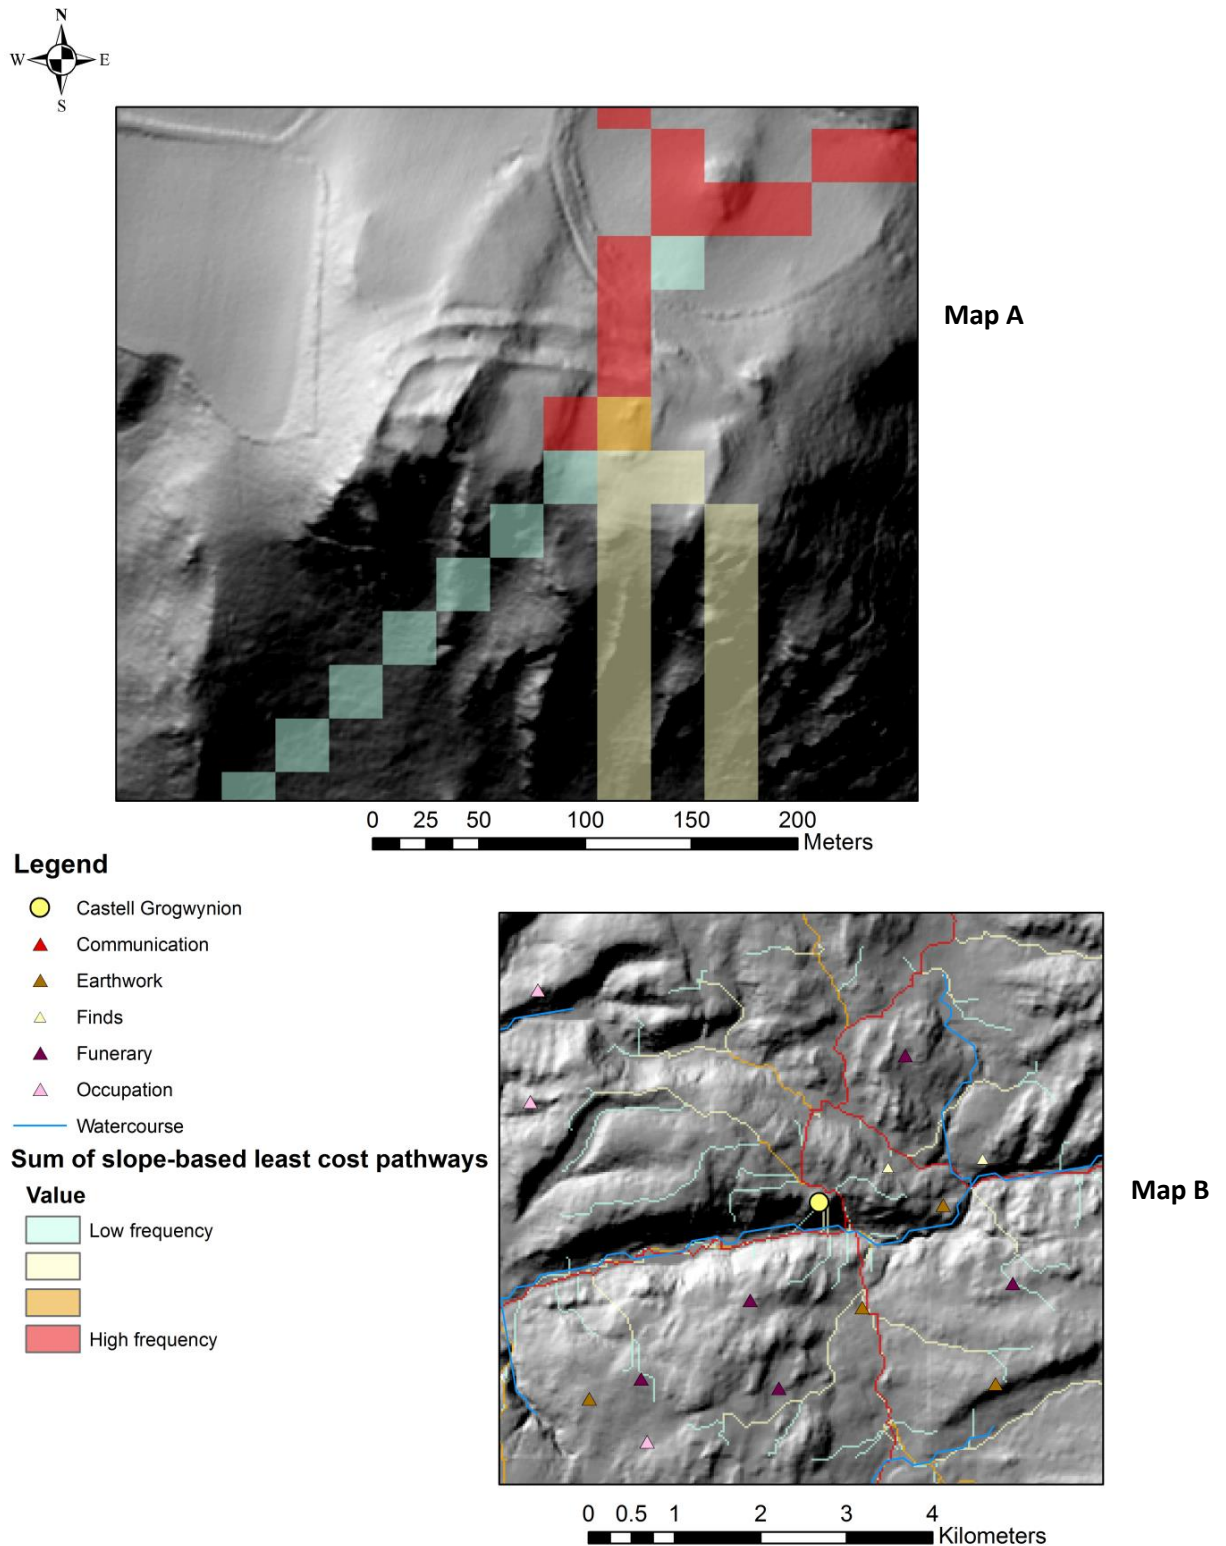 N
W E
S
Map A
0 25 50 100 150 200
Meters
Legend
Castell Grogwynion
Communication
Earthwork
Finds
Funerary
Occupation
Watercourse
Sum of slope-based least cost pathways
Value
Low frequency
High frequency
Map B
0 0.5 1 2 3 4
Kilometers